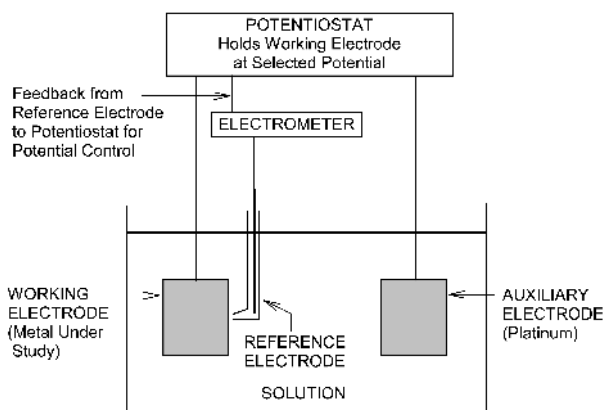 POTENTIOSTAT
Holds Working Electrode
at Selected Potential
Feedback from
Reference Electrode
to Potentiostat for
Potential Control
ELECTROMETER
WORKING
ELECTRODE
(Metal Under
Study)
REFERENCE
ELECTRODE
AUXILIARY
ELECTRODE
(Platinum)
SOLUTION